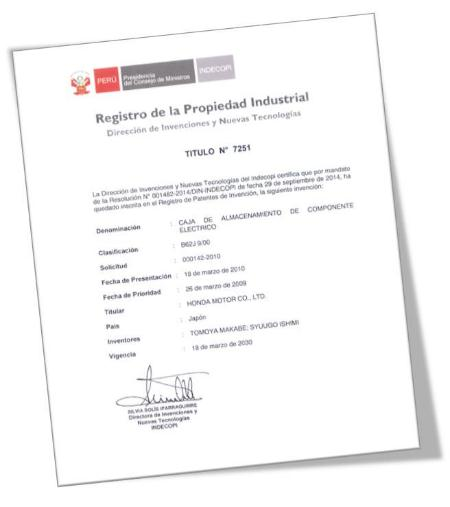 PERÚ
Presidencia
del Consejo de Ministros
INDECOPI
Registro de la Propiedad Industrial
Dirección de Invenciones y Nuevas Tecnologías
TITULO N° 7251
La Dirección de Invenciones y Nuevas Tecnologías del Indecopi certifica que por mandato
de la Resolución N° 001482-2014/DIN-INDECOPI de fecha 29 de septiembre de 2014, ha
quedado inscrita en el Registro de Patentes de Invención, la siguiente invención:
Denominación : CAJA DE ALMACENAMIENTO DE COMPONENTE
ELECTRICO
Clasificación : B62J 9/00
Solicitud : 000142-2010
Fecha de Presentación : 18 de marzo de 2010
Fecha de Prioridad : 26 de marzo de 2009
Titular : HONDA MOTOR CO., LTD.
País : Japón
Inventores : TOMOYA MAKABE; SYUUGO ISHIMI
Vigencia : 18 de marzo de 2030
SILVIA SOLÍS IPARRAGUIRRE
Directora de Invenciones y
Nuevas Tecnologías
INDECOPI